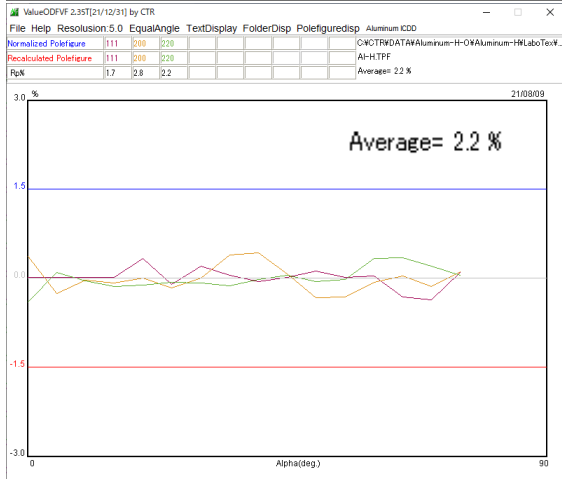 ValueODFVF 2.35T[21/12/31] by CTR
File Help Resolusion:5.0 EqualAngle TextDisplay FolderDisp Polefiguredisp Aluminum ICDD
Normalized Polefigure 111 200 220 C:¥CTR¥DATA¥Aluminum-H-O¥Aluminum-H¥LaboTex¥...
Recalculated Polefigure 111 200 220 Al-H.TPF
Rp% 1.7 2.8 2.2 Average= 2.2 %
3.0 % 21/08/09
Average= 2.2 %
1.5
0.0
-1.5
-3.0
0 Alpha(deg.) 90